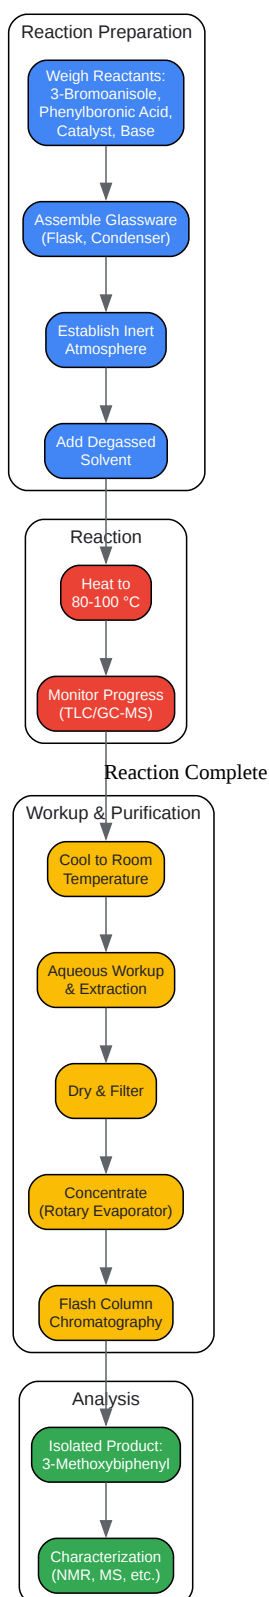 Reaction Preparation
Weigh Reactants:
3-Bromoanisole,
Phenylboronic Acid,
Catalyst, Base
Assemble Glassware
(Flask, Condenser)
Establish Inert
Atmosphere
Add Degassed
Solvent
Reaction
Heat to
80-100 °C
Monitor Progress
(TLC/GC-MS)
Reaction Complete
Workup & Purification
Cool to Room
Temperature
Aqueous Workup
& Extraction
Dry & Filter
Concentrate
(Rotary Evaporator)
Flash Column
Chromatography
Analysis
Isolated Product:
3-Methoxybiphenyl
Characterization
(NMR, MS, etc.)